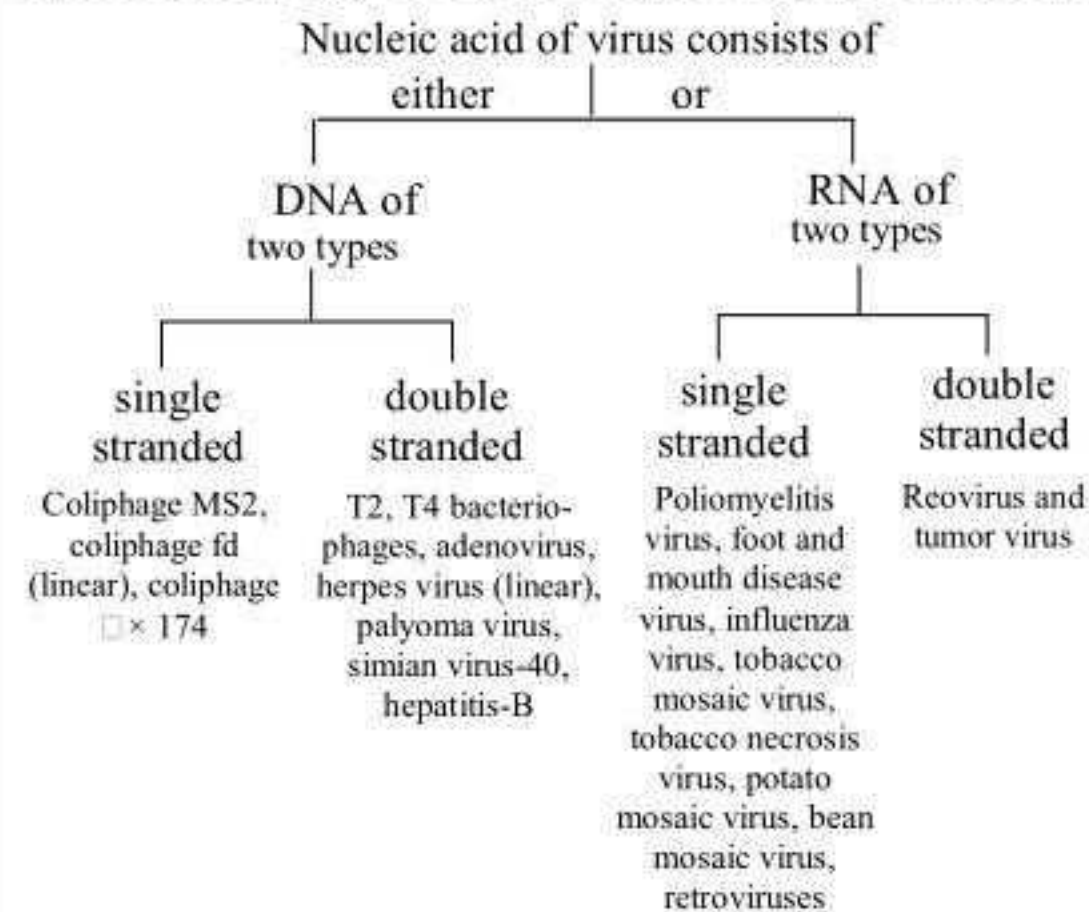 Nucleic acid of virus consists of
either or
DNA of
two types
RNA of
two types
single
stranded
Coliphage MS2,
coliphage fd
(linear), coliphage
□ × 174
double
stranded
T2, T4 bacterio-
phages, adenovirus,
herpes virus (linear),
palyoma virus,
simian virus-40,
hepatitis-B
single
stranded
Poliomyelitis
virus, foot and
mouth disease
virus, influenza
virus, tobacco
mosaic virus,
tobacco necrosis
virus, potato
mosaic virus, bean
mosaic virus,
retroviruses
double
stranded
Reovirus and
tumor virus